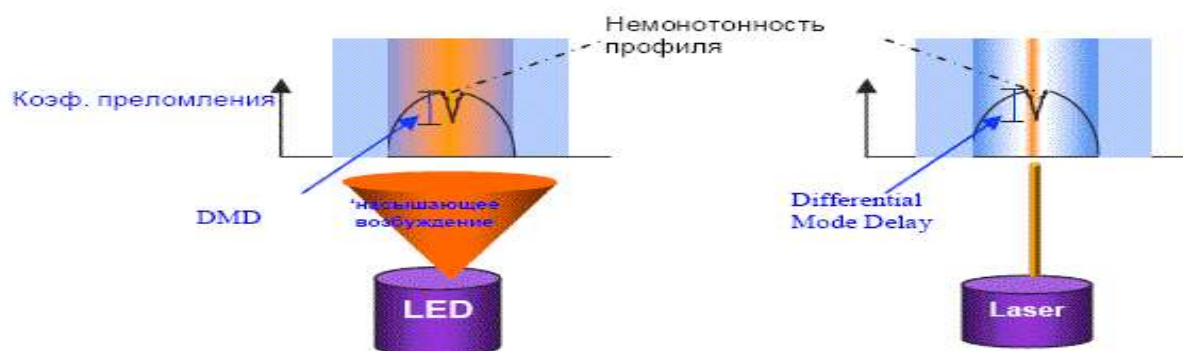 Немонотонность
профиля
Коэф. преломления
DMD
'насыщающее
возбуждение
Differential
Mode Delay
LED
Laser